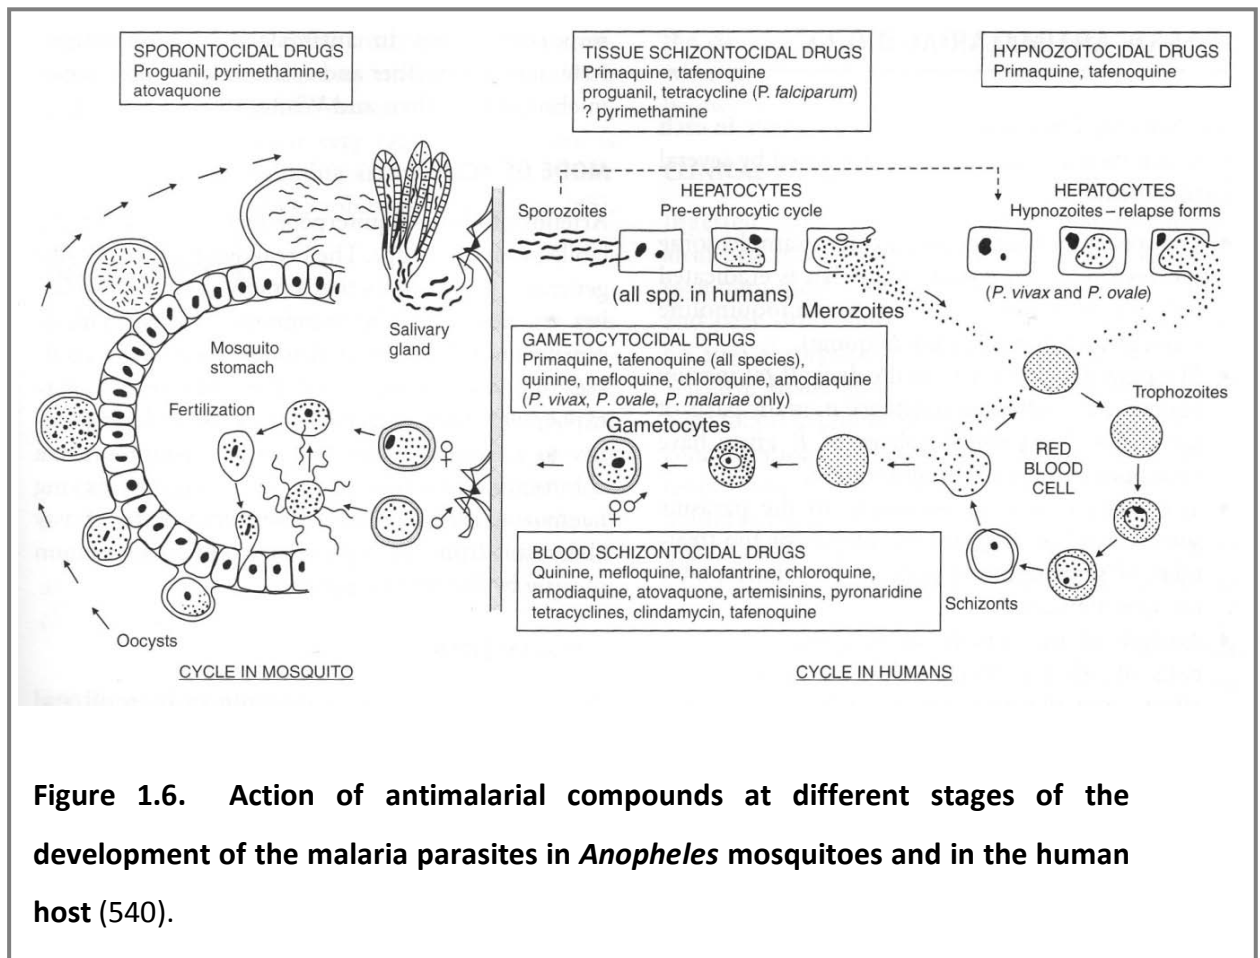 SPORONTOCIDAL DRUGS
Proguanil, pyrimethamine,
atovaquone
TISSUE SCHIZONTOCIDAL DRUGS
Primaquine, tafenoquine
proguanil, tetracycline (P. falciparum)
? pyrimethamine
HYPNOZOITOCIDAL DRUGS
Primaquine, tafenoquine
Sporozoites
HEPATOCYTES
Pre-erythrocytic cycle
HEPATOCYTES
Hypnozoites – relapse forms
(all spp. in humans)
Merozoites
(P. vivax and P. ovale)
Salivary
gland
Mosquito
stomach
Fertilization
GAMETOCYTOCIDAL DRUGS
Primaquine, tafenoquine (all species),
quinine, mefloquine, chloroquine, amodiaquine
(P. vivax, P. ovale, P. malariae only)
Gametocytes
♀
♂
♀♂
Trophozoites
RED
BLOOD
CELL
BLOOD SCHIZONTOCIDAL DRUGS
Quinine, mefloquine, halofantrine, chloroquine,
amodiaquine, atovaquone, artemisinins, pyronaridine
tetracyclines, clindamycin, tafenoquine
Schizonts
Oocysts
CYCLE IN MOSQUITO
CYCLE IN HUMANS
Figure 1.6. Action of antimalarial compounds at different stages of the
development of the malaria parasites in Anopheles mosquitoes and in the human
host (540).